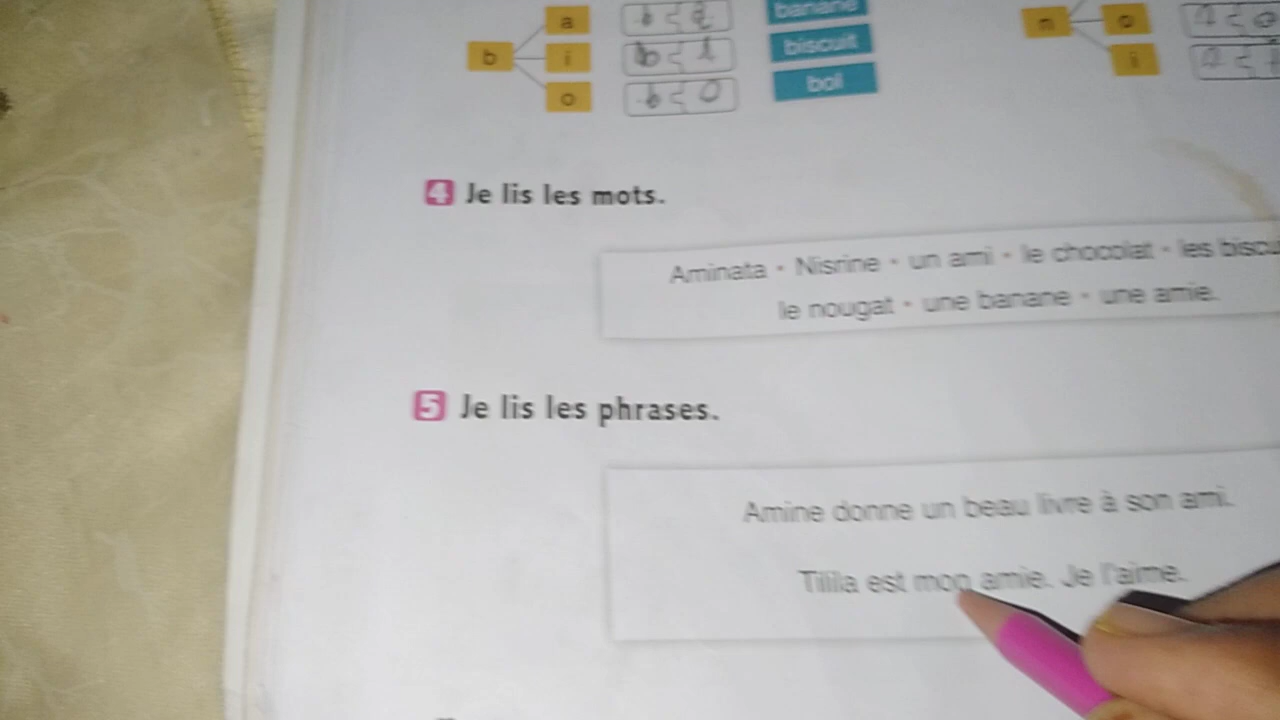 a
banane
n
o
b
i
biscuit
i
o
bol
4 Je lis les mots.
Aminata • Nisrine • un ami • le chocolat • les
le nougat • une banane • une amie.
5 Je lis les phrases.
Amine donne un beau livre à son ami.
Tilila est mon amie. Je l'aime.